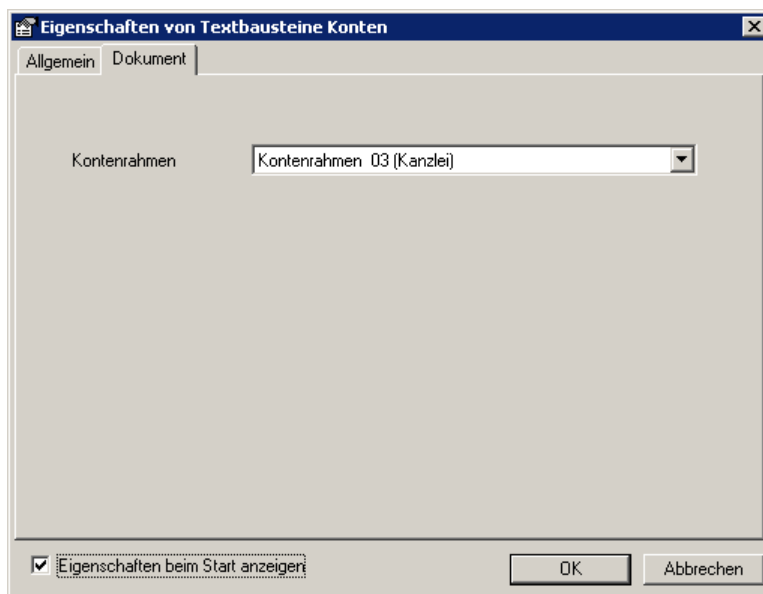 Eigenschaften von Textbausteine Konten
Allgemein Dokument
Kontenrahmen Kontenrahmen 03 (Kanzlei)
Eigenschaften beim Start anzeigen OK Abbrechen